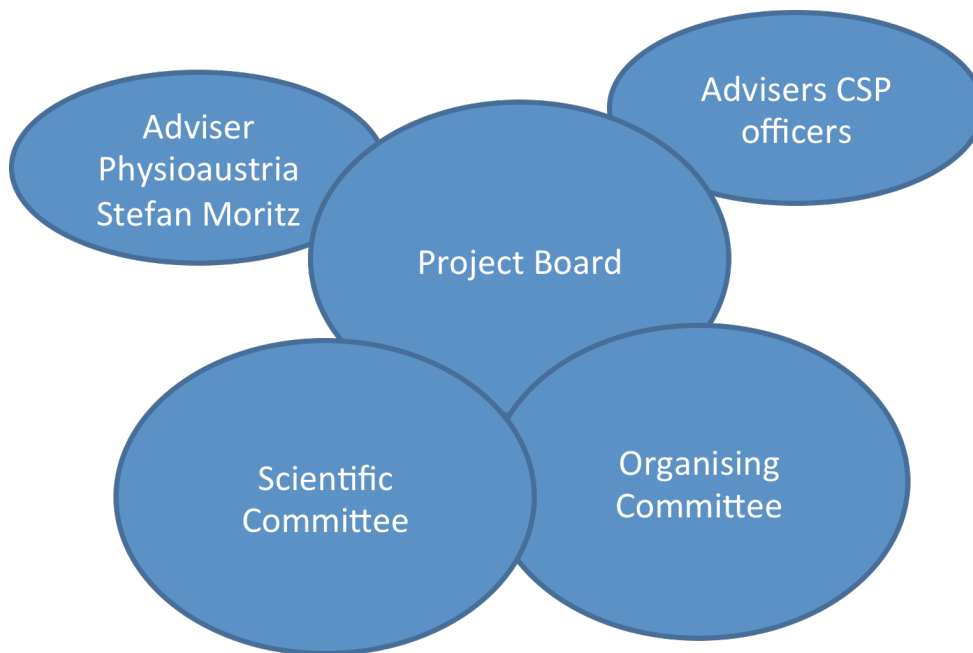 Adviser
Physioaustria
Stefan Moritz
Advisers CSP
officers
Project Board
Scientific
Committee
Organising
Committee